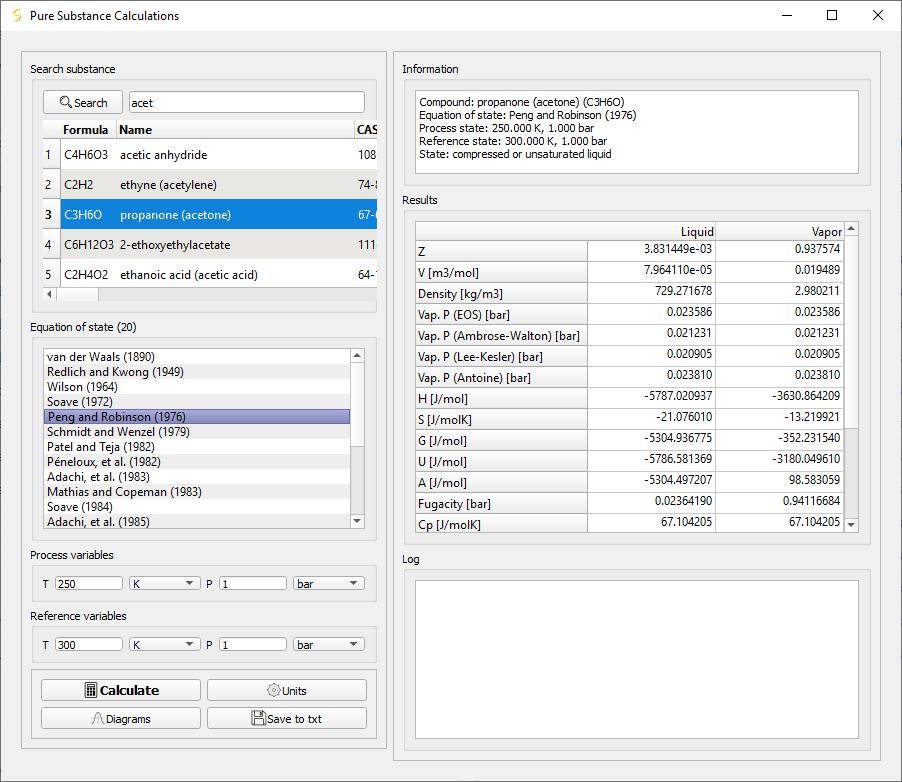 Pure Substance Calculations
Search substance
Search
acet
Formula Name CAS
1 C4H6O3 acetic anhydride 108
2 C2H2 ethyne (acetylene) 74-
3 C3H6O propanone (acetone) 67-
4 C6H12O3 2-ethoxyethylacetate 111
5 C2H4O2 ethanoic acid (acetic acid) 64-
Equation of state (20)
van der Waals (1890)
Redlich and Kwong (1949)
Wilson (1964)
Soave (1972)
Peng and Robinson (1976)
Schmidt and Wenzel (1979)
Patel and Teja (1982)
Péneloux, et al. (1982)
Adachi, et al. (1983)
Mathias and Copeman (1983)
Soave (1984)
Adachi, et al. (1985)
Process variables
T 250 K P 1 bar
Reference variables
T 300 K P 1 bar
Calculate Units
Diagrams Save to txt
Information
Compound: propanone (acetone) (C3H6O)
Equation of state: Peng and Robinson (1976)
Process state: 250.000 K, 1.000 bar
Reference state: 300.000 K, 1.000 bar
State: compressed or unsaturated liquid
Results
Liquid Vapor
Z 3.831449e-03 0.937574
V [m3/mol] 7.964110e-05 0.019489
Density [kg/m3] 729.271678 2.980211
Vap. P (EOS) [bar] 0.023586 0.023586
Vap. P (Ambrose-Walton) [bar] 0.021231 0.021231
Vap. P (Lee-Kesler) [bar] 0.020905 0.020905
Vap. P (Antoine) [bar] 0.023810 0.023810
H [J/mol] -5787.020937 -3630.864209
S [J/molK] -21.076010 -13.219921
G [J/mol] -5304.936775 -352.231540
U [J/mol] -5786.581369 -3180.049610
A [J/mol] -5304.497207 98.583059
Fugacity [bar] 0.02364190 0.94116684
Cp [J/molK] 67.104205 67.104205
Log